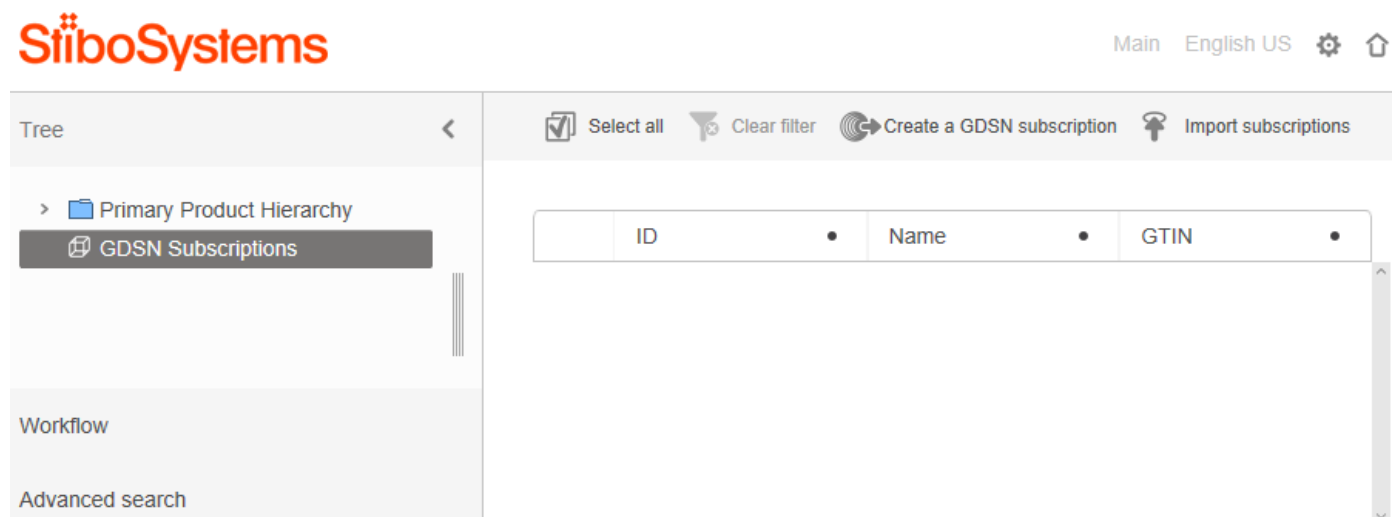 StiboSystems
Main English US
Tree
Select all Clear filter Create a GDSN subscription Import subscriptions
Primary Product Hierarchy
GDSN Subscriptions
ID Name GTIN
Workflow
Advanced search